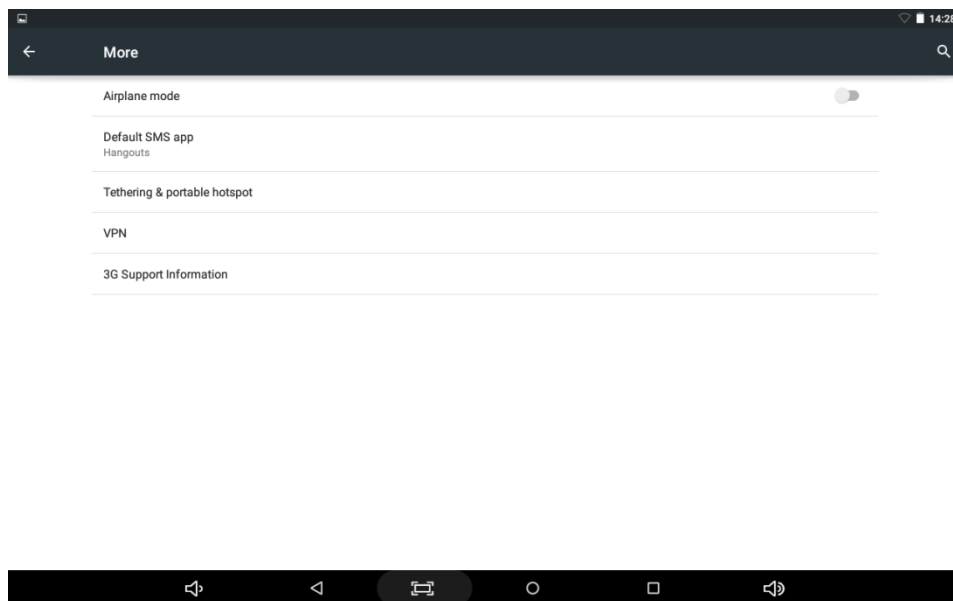 14:28
More
Airplane mode
Default SMS app
Hangouts
Tethering & portable hotspot
VPN
3G Support Information